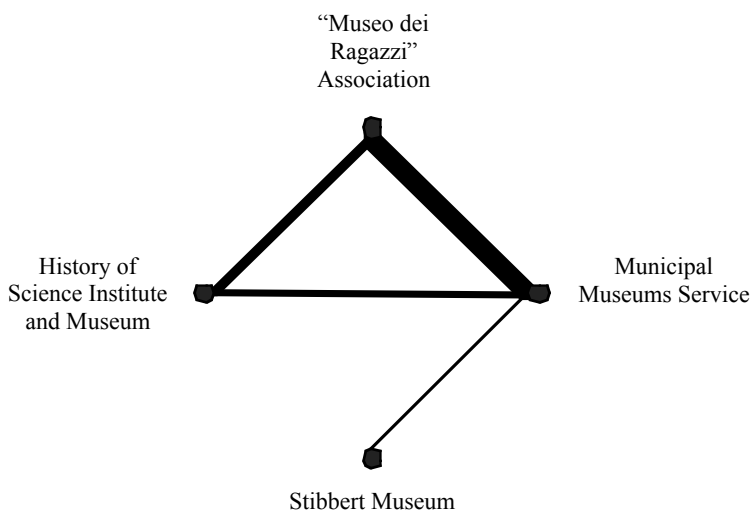 “Museo dei
Ragazzi”
Association
History of
Science Institute
and Museum
Municipal
Museums Service
Stibbert Museum